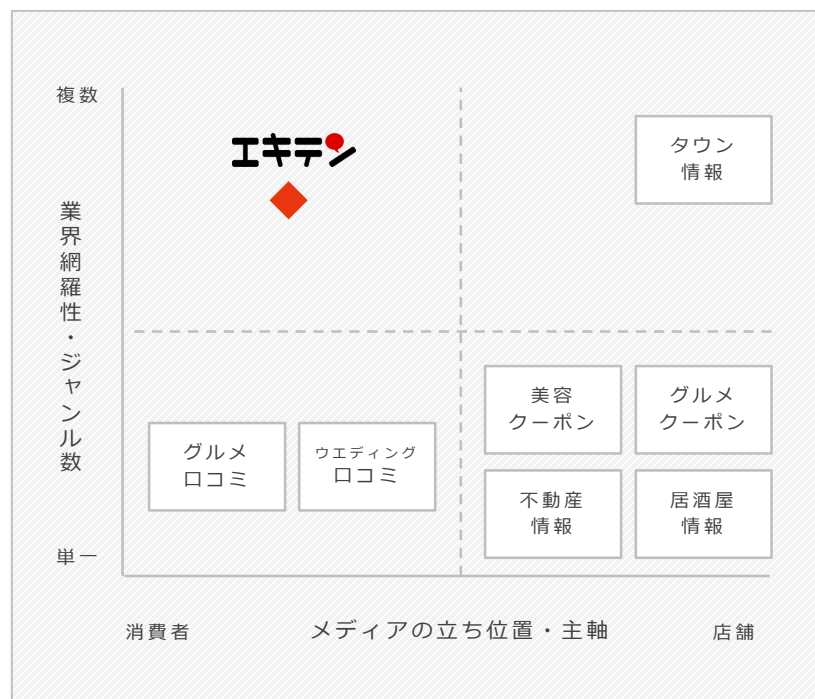 複数
エキテン
タウン
情報
業界網羅性・ジャンル数
美容
クーポン
グルメ
クーポン
グルメ
口コミ
ウエディング
口コミ
不動産
情報
居酒屋
情報
単一
消費者
メディアの立ち位置・主軸
店舗